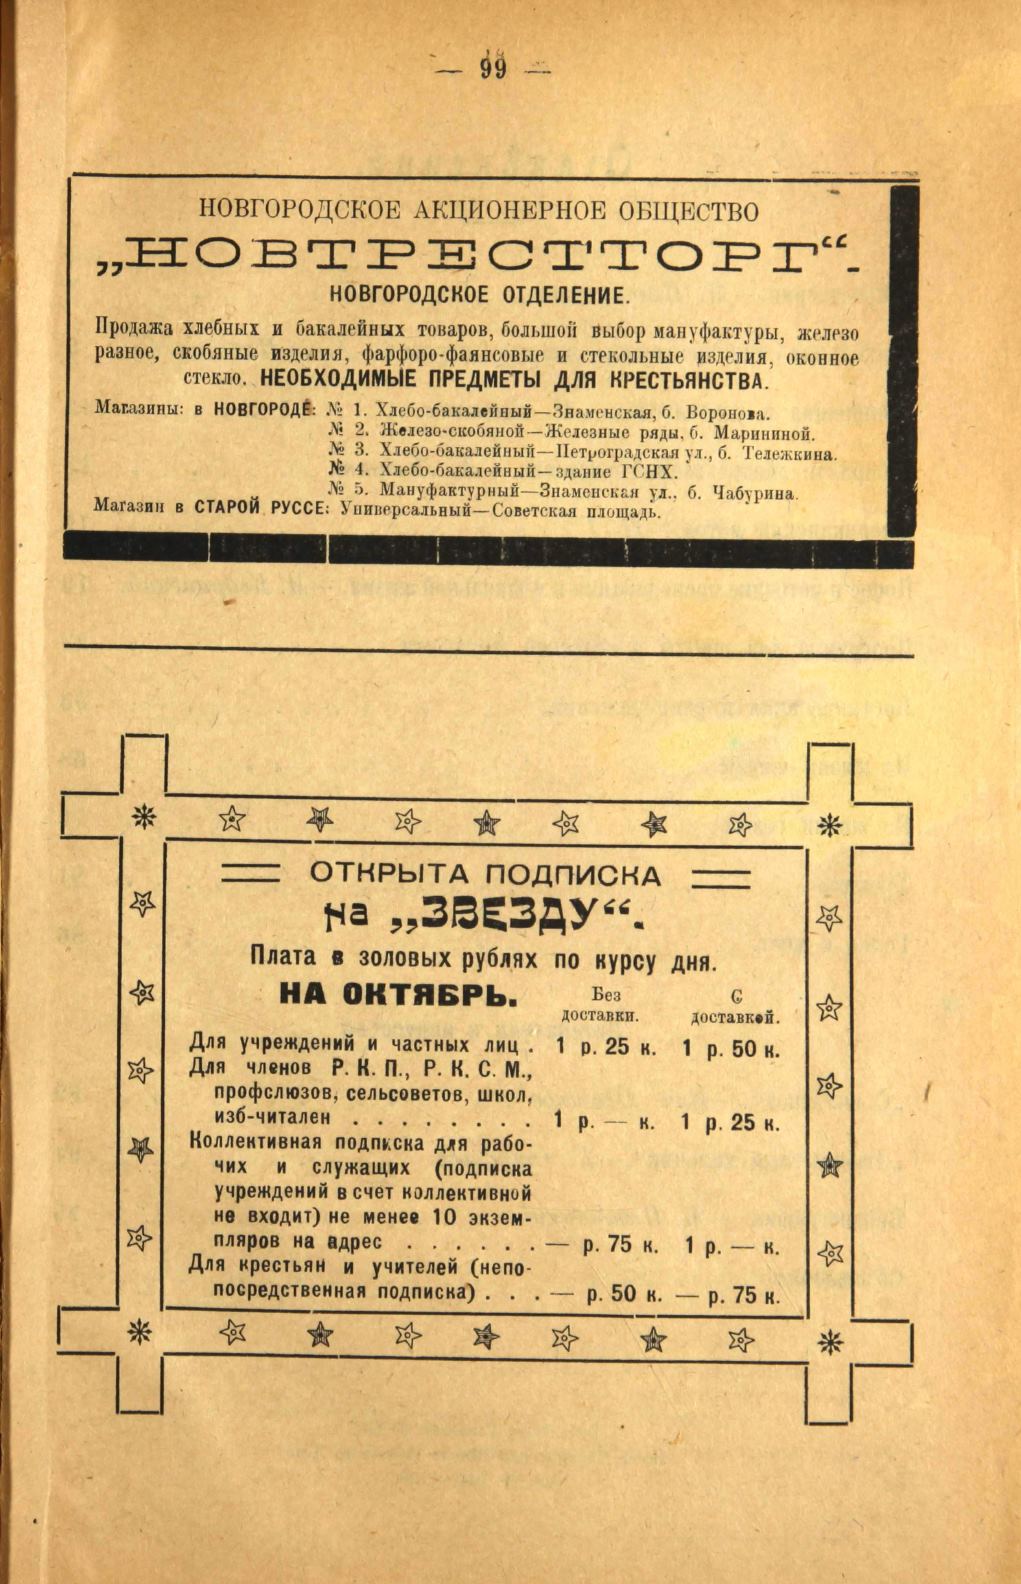 — 99 —
НОВГОРОДСКОЕ АКЦИОНЕРНОЕ ОБЩЕСТВО
„НОВТРЕСТТОРГ“.
НОВГОРОДСКОЕ ОТДЕЛЕНИЕ.
Продажа хлебных и бакалейных товаров, большой выбор мануфактуры, железо
разное, скобяные изделия, фарфоро-фаянсовые и стекольные изделия, оконное
стекло. НЕОБХОДИМЫЕ ПРЕДМЕТЫ ДЛЯ КРЕСТЬЯНСТВА.
Магазины: в НОВГОРОДЕ: № 1. Хлебо-бакалейный—Знаменская, б. Воронова.
№ 2. Железо-скобяной—Железные ряды, б. Марининой.
№ 3. Хлебо-бакалейный—Петроградская ул., б. Тележкина.
№ 4. Хлебо-бакалейный—здание ГСНХ.
№ 5. Мануфактурный—Знаменская ул., б. Чабурина.
Магазин в СТАРОЙ РУССЕ: Универсальный—Советская площадь.
ОТКРЫТА ПОДПИСКА
на „ЗВЕЗДУ“.
Плата в золовых рублях по курсу дня.
НА ОКТЯБРЬ. Без доставки. С доставкой.
Для учреждений и частных лиц . 1 р. 25 к. 1 р. 50 к.
Для членов Р. К. П., Р. К. С. М.,
профслюзов, сельсоветов, школ,
изб-читален . . . . . . . . 1 р. — к. 1 р. 25 к.
Коллективная подписка для рабо-
чих и служащих (подписка
учреждений в счет коллективной
не входит) не менее 10 экзем-
пляров на адрес . . . . . . — р. 75 к. 1 р. — к.
Для крестьян и учителей (непо-
посредственная подписка) . . . — р. 50 к. — р. 75 к.